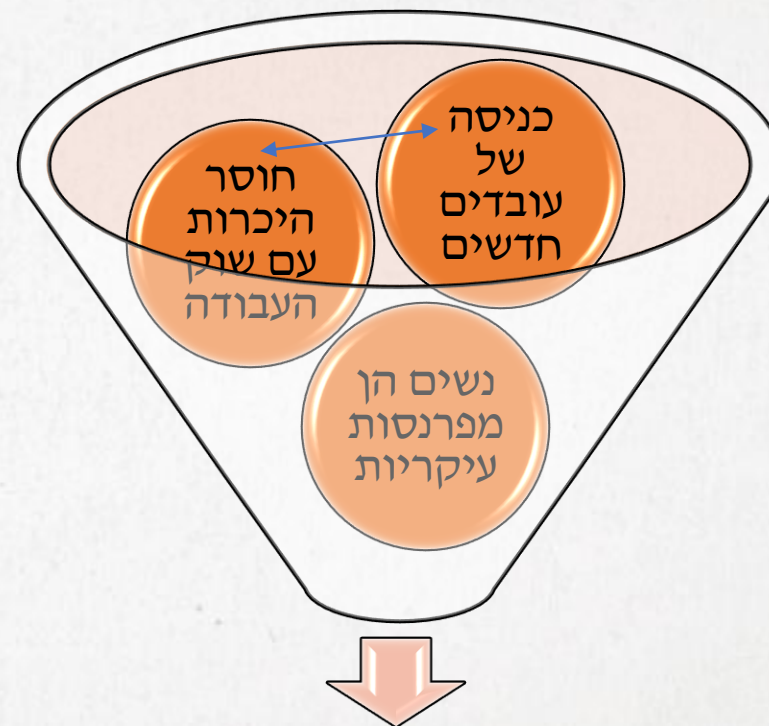 כניסה
של
עובדים
חדשים
חוסר
היכרות
עם שוק
העבודה
נשים הן
מפרנסות
עיקריות